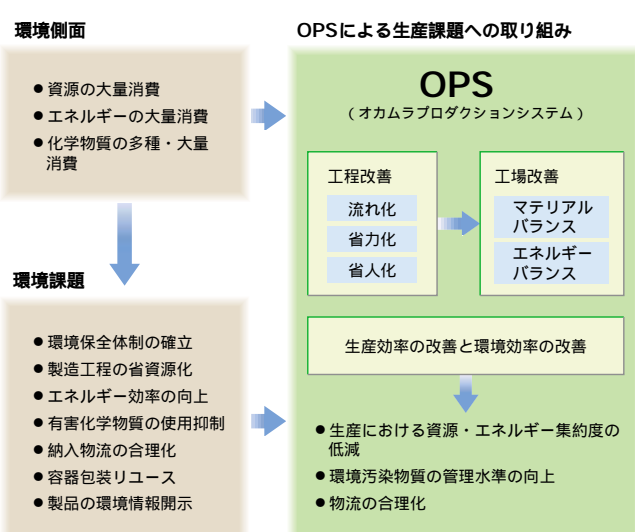 環境側面
●資源の大量消費
●エネルギーの大量消費
●化学物質の多種・大量
消費
環境課題
●環境保全体制の確立
●製造工程の省資源化
●エネルギー効率の向上
●有害化学物質の使用抑制
●納入物流の合理化
●容器包装リユース
●製品の環境情報開示
OPSによる生産課題への取り組み
OPS
(オカムラプロダクションシステム)
工程改善
流れ化
省力化
省人化
工場改善
マテリアル
バランス
エネルギー
バランス
生産効率の改善と環境効率の改善
●生産における資源・エネルギー集約度の
低減
●環境汚染物質の管理水準の向上
●物流の合理化